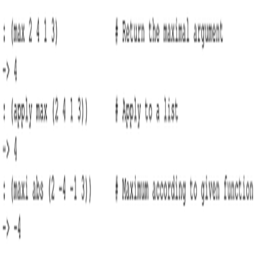 : (max 2 4 1 3) # Return the maximal argument
-> 4
: (apply max (2 4 1 3)) # Apply to a list
-> 4
: (maxi abs (2 -4 -1 3)) # Maximum according to given function
-> -4